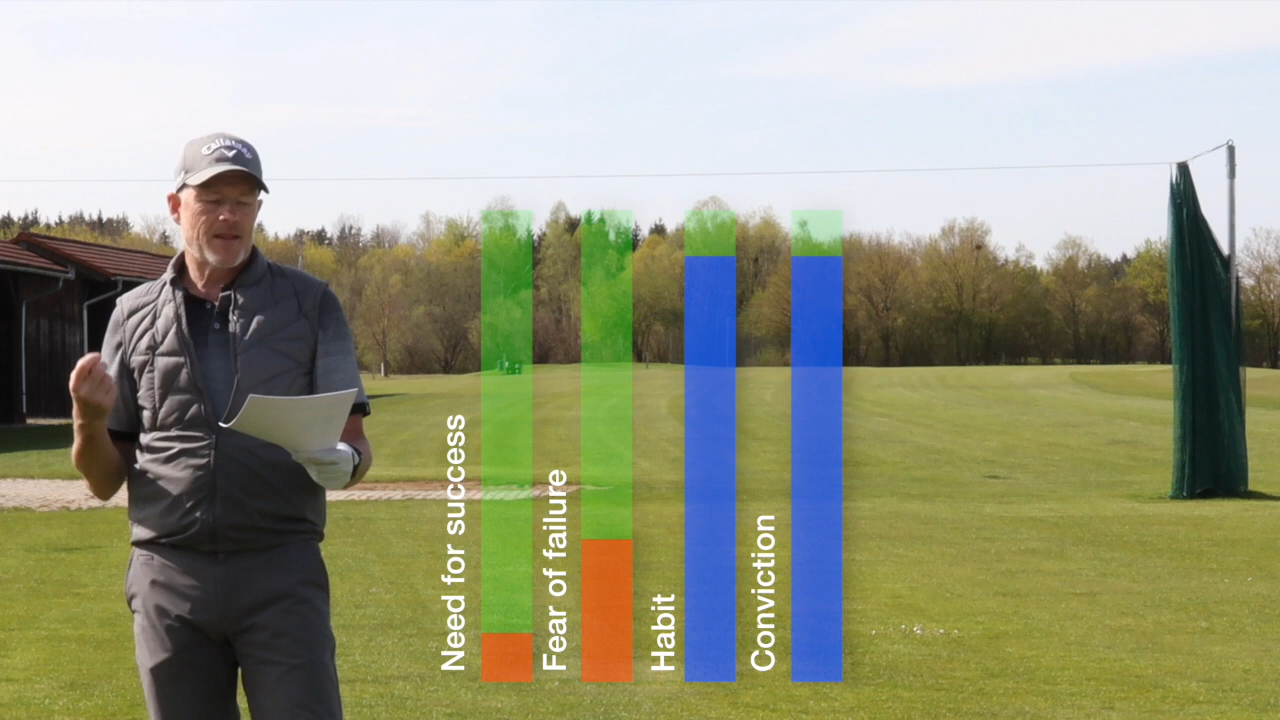 Callaway
Need for success
Fear of failure
Habit
Conviction